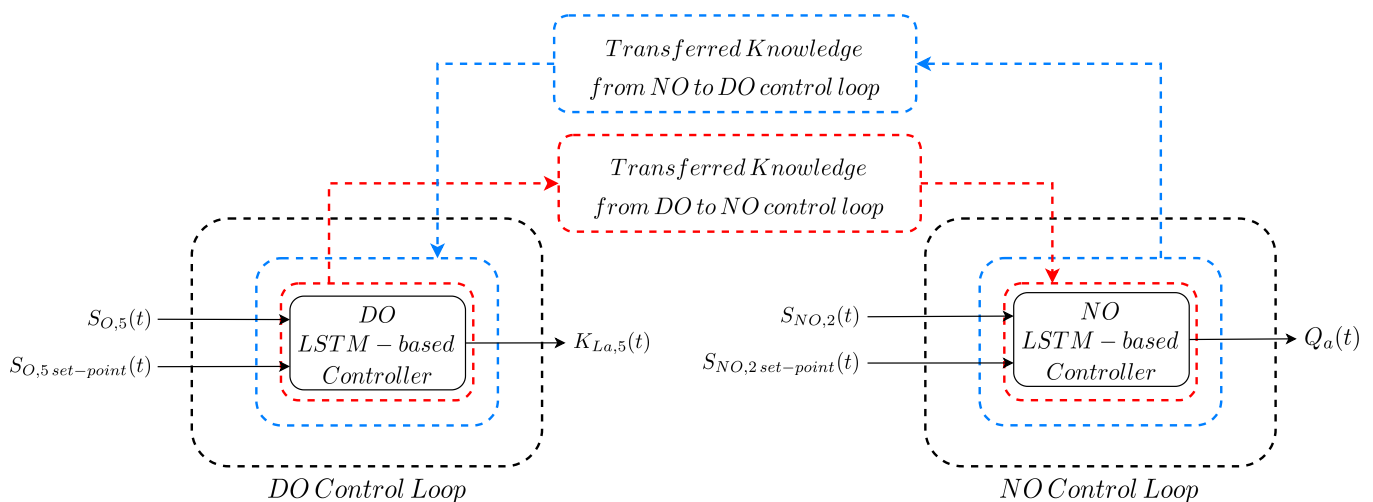 Transferred Knowledge
from NO to DO control loop
Transferred Knowledge
from DO to NO control loop
S_{O,5}(t)
S_{O,5 set-point}(t)
DO
LSTM-based
Controller
K_{La,5}(t)
DO Control Loop
S_{NO,2}(t)
S_{NO,2 set-point}(t)
NO
LSTM-based
Controller
Q_a(t)
NO Control Loop